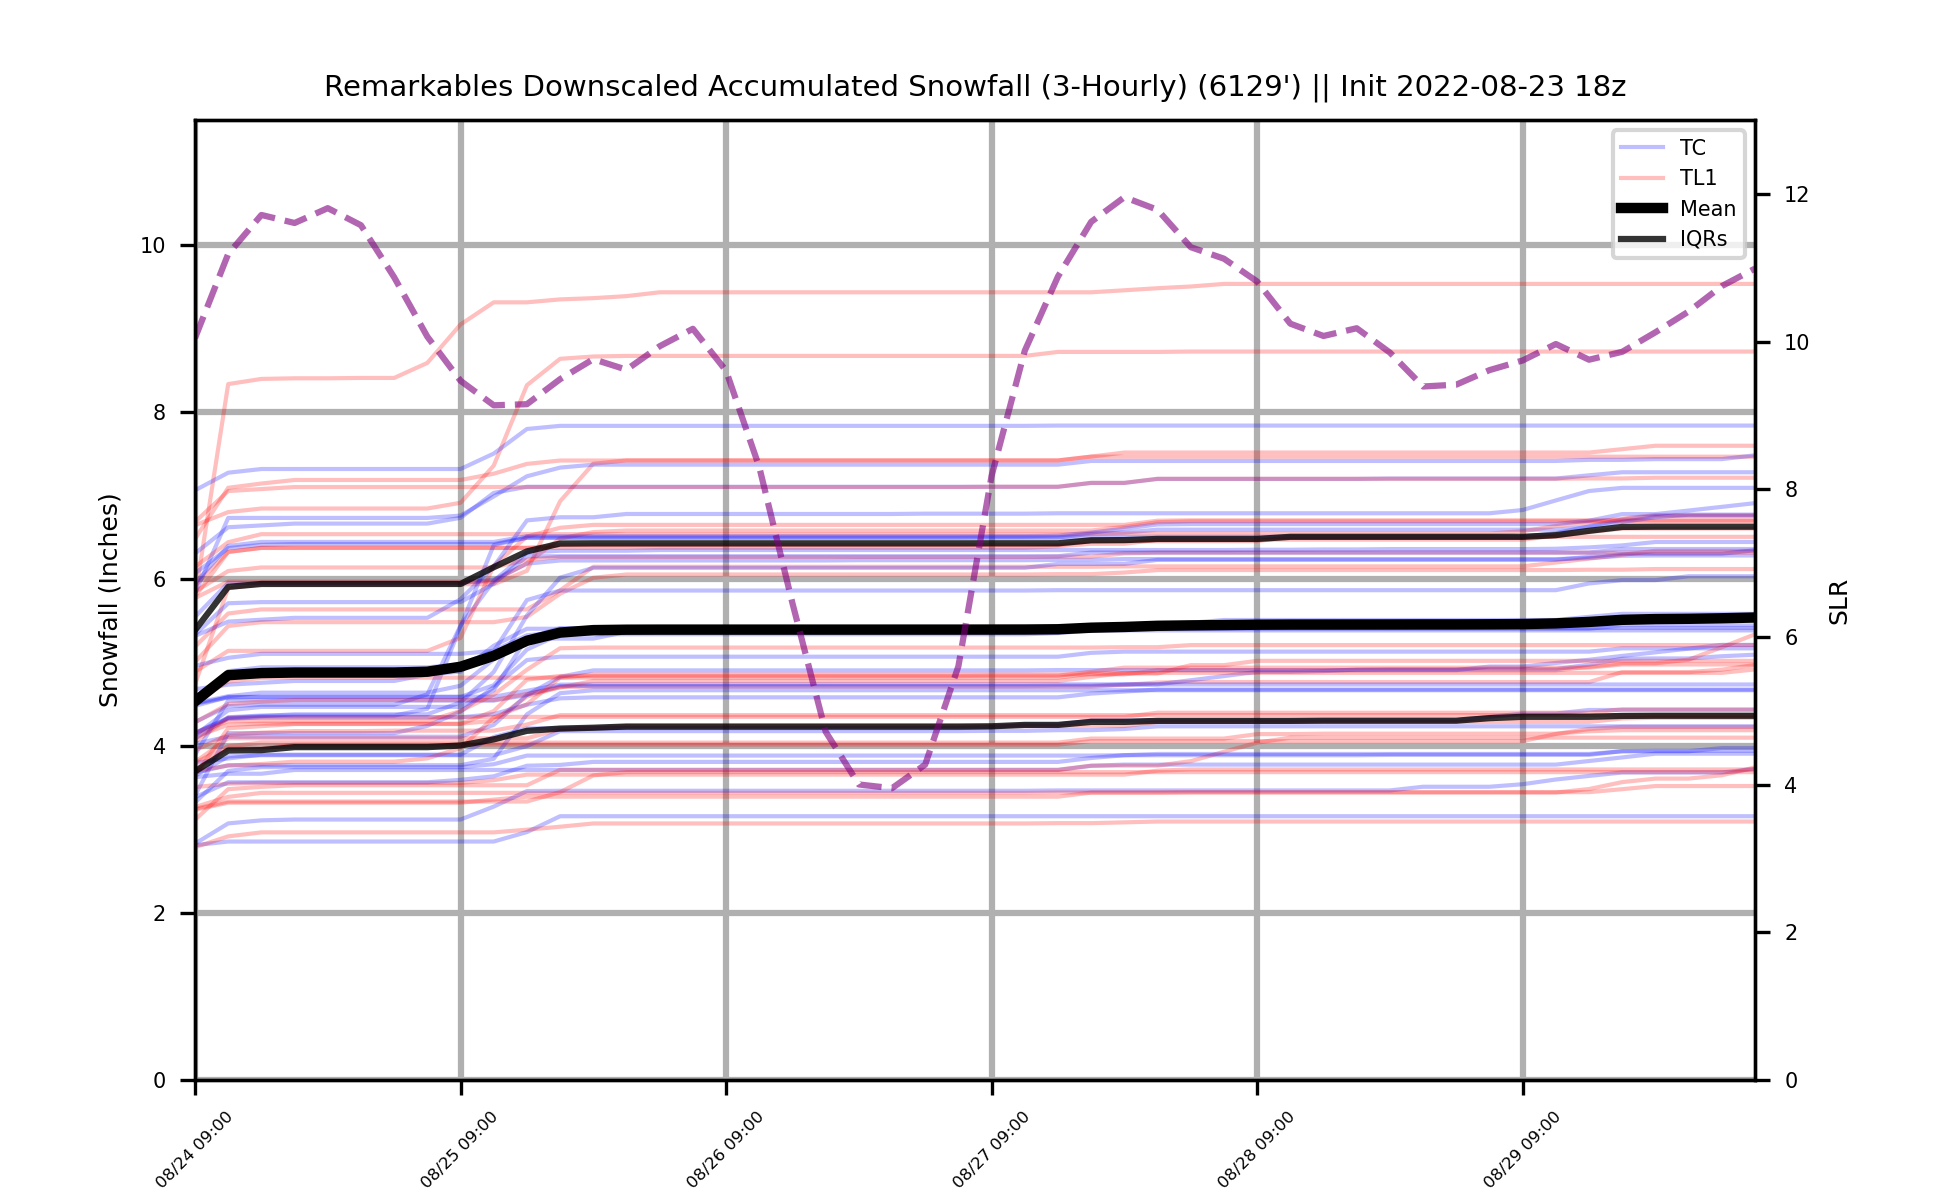 Remarkables Downscaled Accumulated Snowfall (3-Hourly) (6129') || Init 2022-08-23 18z
TC
TL1
Mean
IQRs
Snowfall (Inches)
10
8
6
4
2
0
SLR
12
10
8
6
4
2
0
08/24 09:00
08/25 09:00
08/26 09:00
08/27 09:00
08/28 09:00
08/29 09:00